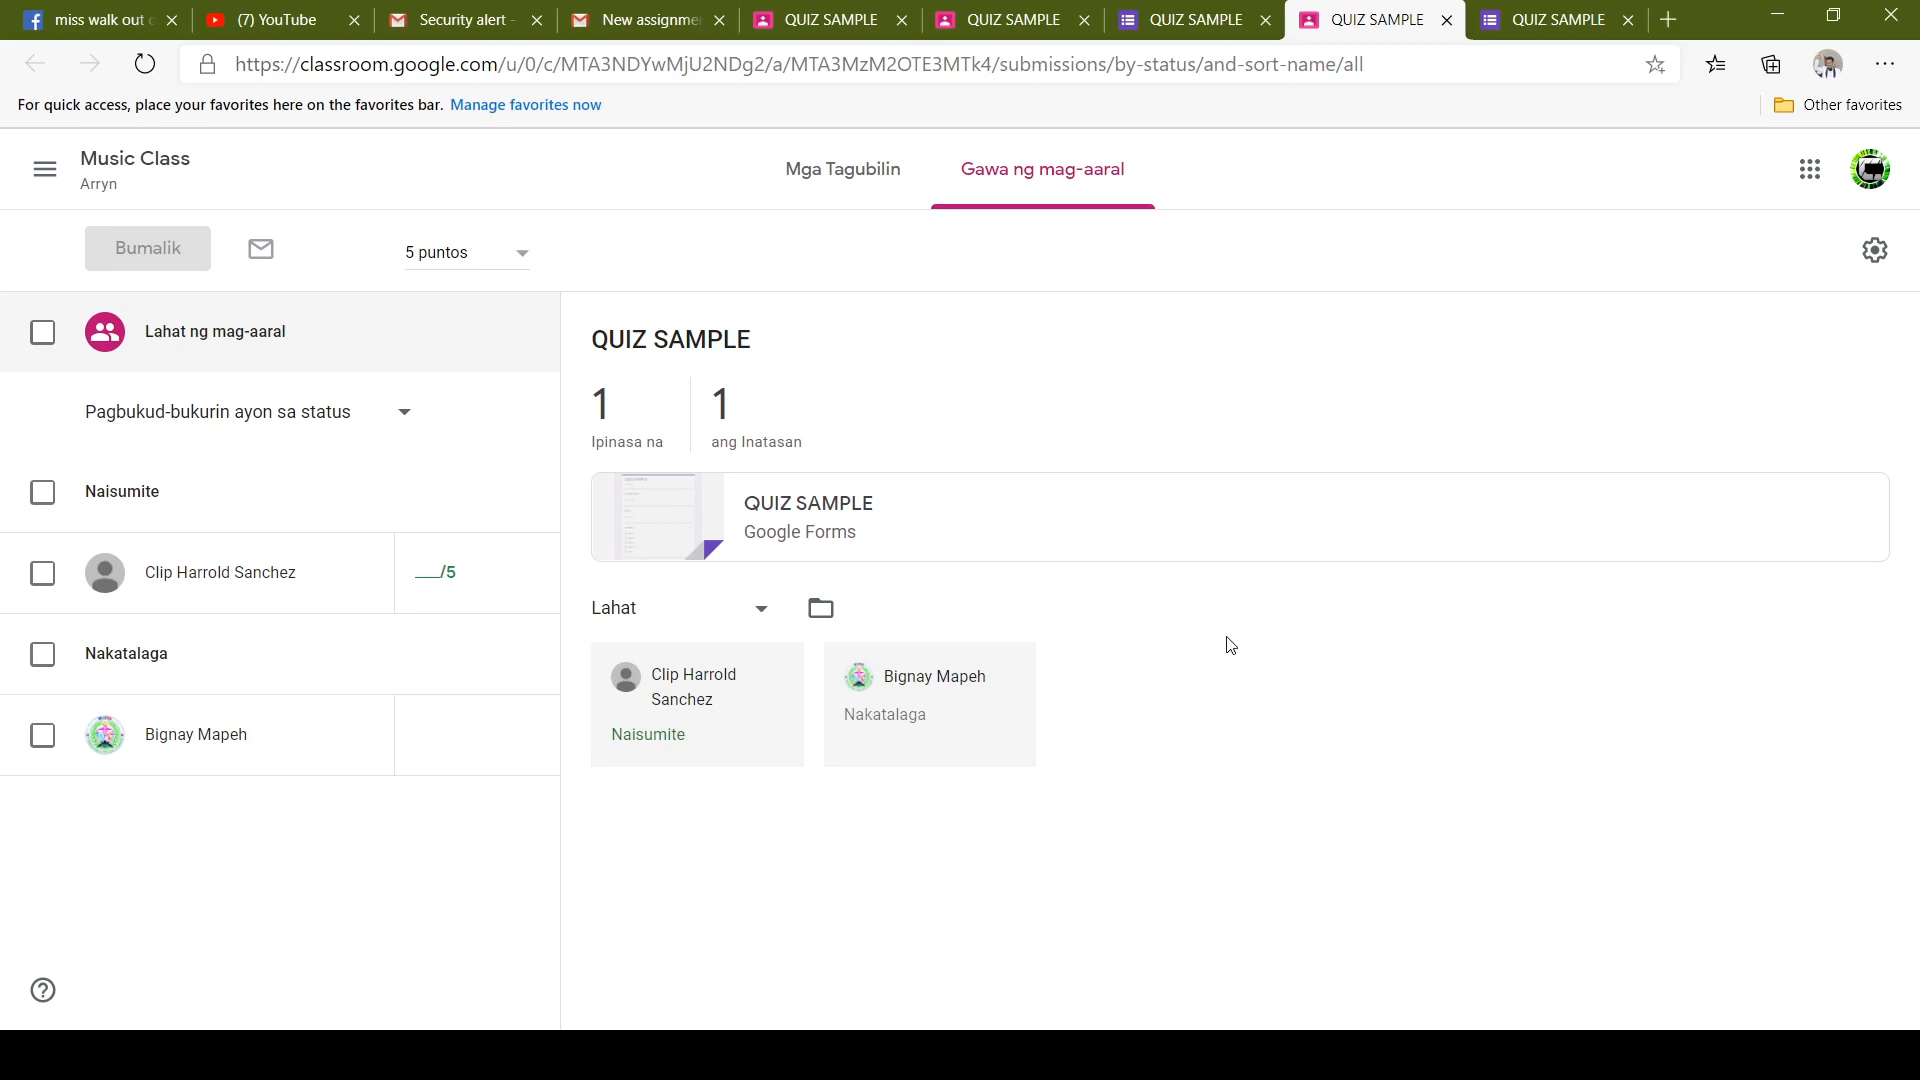 miss walk out
(7) YouTube
Security alert -
New assignme
QUIZ SAMPLE
QUIZ SAMPLE
QUIZ SAMPLE
QUIZ SAMPLE
QUIZ SAMPLE
https://classroom.google.com/u/0/c/MTA3NDYwMjU2NDg2/a/MTA3MzM2OTE3MTk4/submissions/by-status/and-sort-name/all
For quick access, place your favorites here on the favorites bar. Manage favorites now
Other favorites
Music Class
Arryn
Mga Tagubilin
Gawa ng mag-aaral
Bumalik
5 puntos
Lahat ng mag-aaral
Pagbukud-bukurin ayon sa status
Naisumite
Clip Harrold Sanchez
___/5
Nakatalaga
Bignay Mapeh
QUIZ SAMPLE
1
Ipinasa na
1
ang Inatasan
QUIZ SAMPLE
Google Forms
Lahat
Clip Harrold
Sanchez
Naisumite
Bignay Mapeh
Nakatalaga